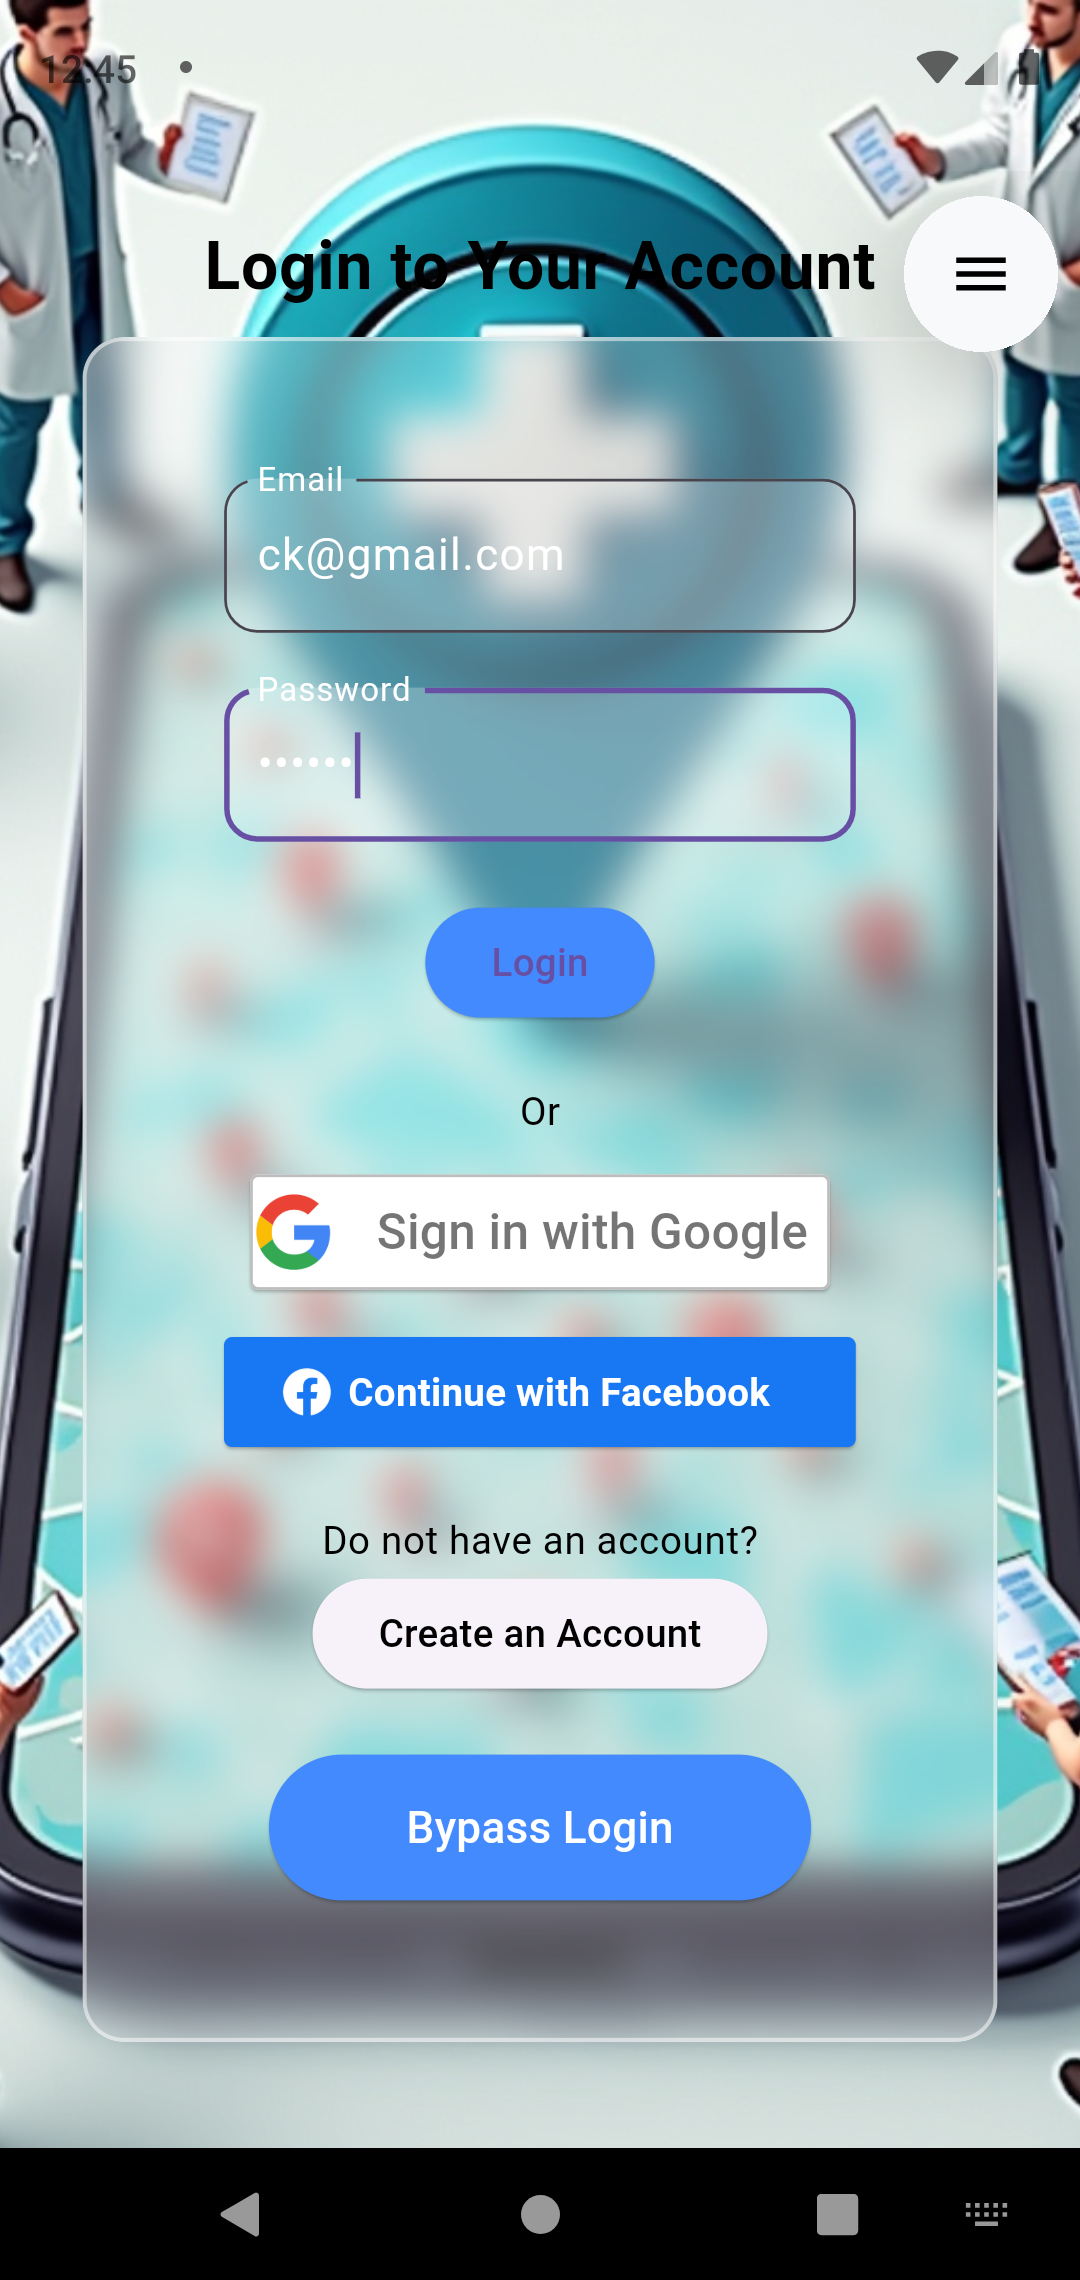 12:45
Login to Your Account
Email
ck@gmail.com
Password
••••••
Login
Or
Sign in with Google
Continue with Facebook
Do not have an account?
Create an Account
Bypass Login